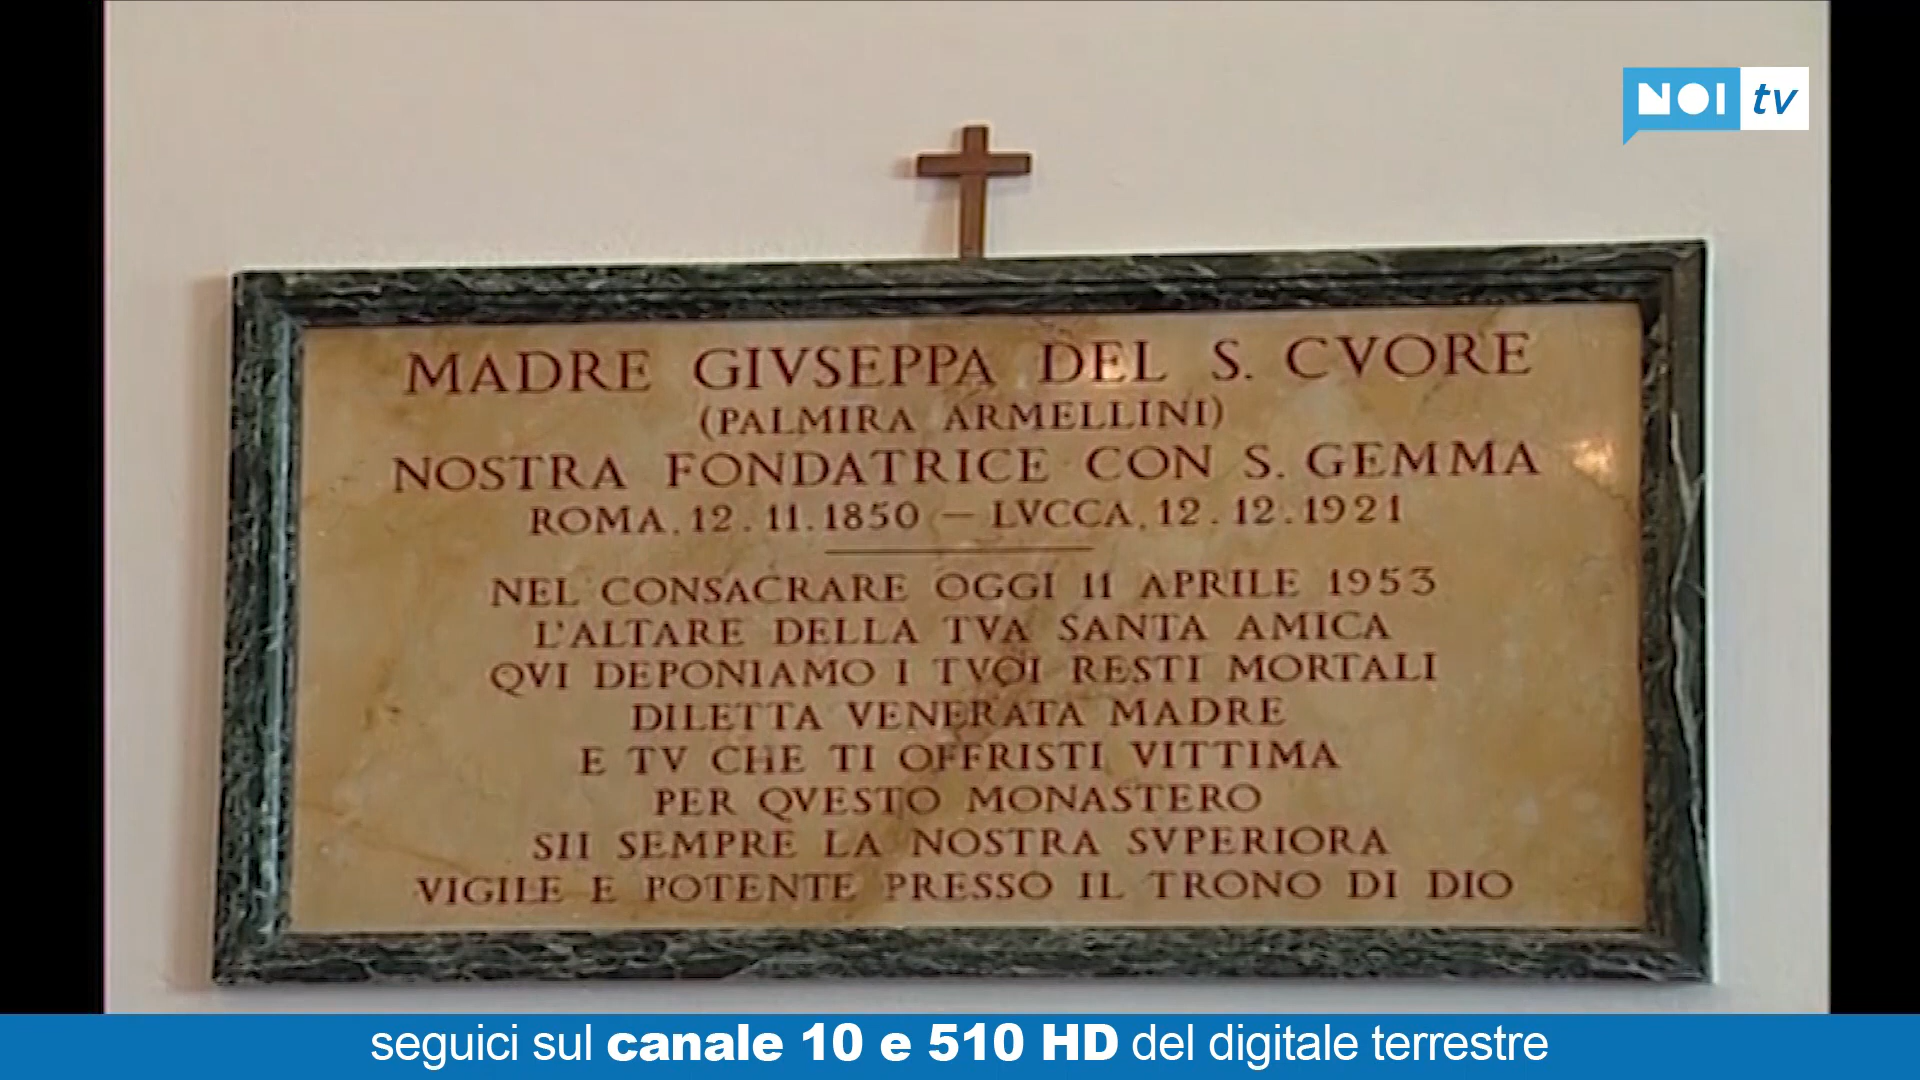 NOI tv
MADRE GIVSEPPA DEL S. CVORE
(PALMIRA ARMELLINI)
NOSTRA FONDATRICE CON S. GEMMA
ROMA, 12.11.1850 — LVCCA, 12.12.1921
NEL CONSACRARE OGGI 11 APRILE 1953
L'ALTARE DELLA TVA SANTA AMICA
QVI DEPONIAMO I TVOI RESTI MORTALI
DILETTA VENERATA MADRE
E TV CHE TI OFFRISTI VITTIMA
PER QVESTO MONASTERO
SII SEMPRE LA NOSTRA SVPERIORA
VIGILE E POTENTE PRESSO IL TRONO DI DIO
seguici sul canale 10 e 510 HD del digitale terrestre